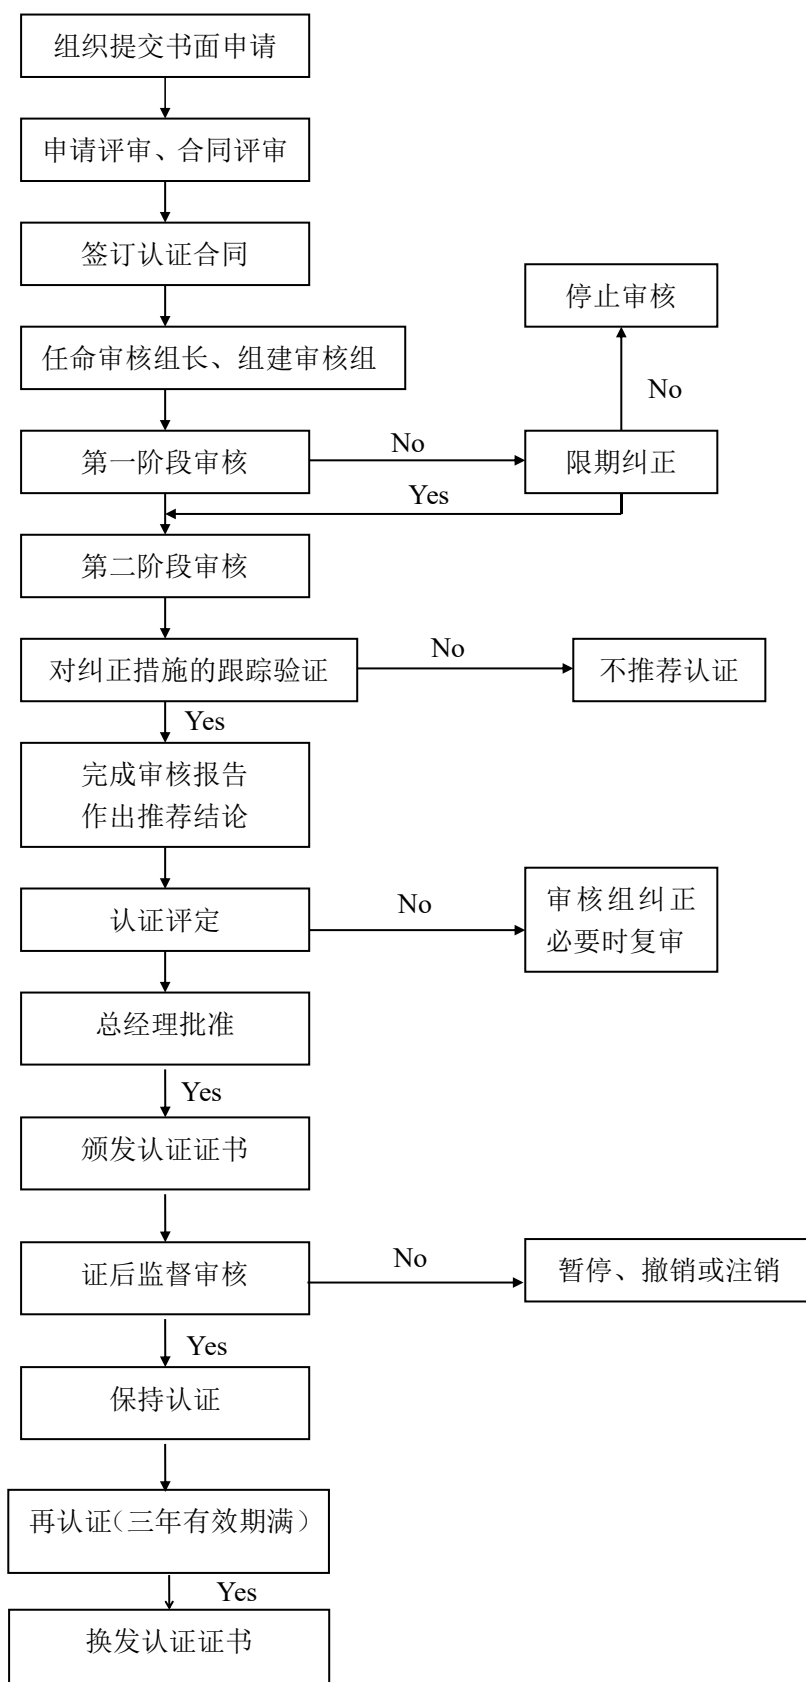 组织提交书面申请
申请评审、合同评审
签订认证合同
停止审核
任命审核组长、组建审核组
No
第一阶段审核
No
限期纠正
Yes
第二阶段审核
对纠正措施的跟踪验证
No
不推荐认证
Yes
完成审核报告
作出推荐结论
认证评定
No
审核组纠正
必要时复审
总经理批准
Yes
颁发认证证书
证后监督审核
No
暂停、撤销或注销
Yes
保持认证
再认证（三年有效期满）
Yes
换发认证证书